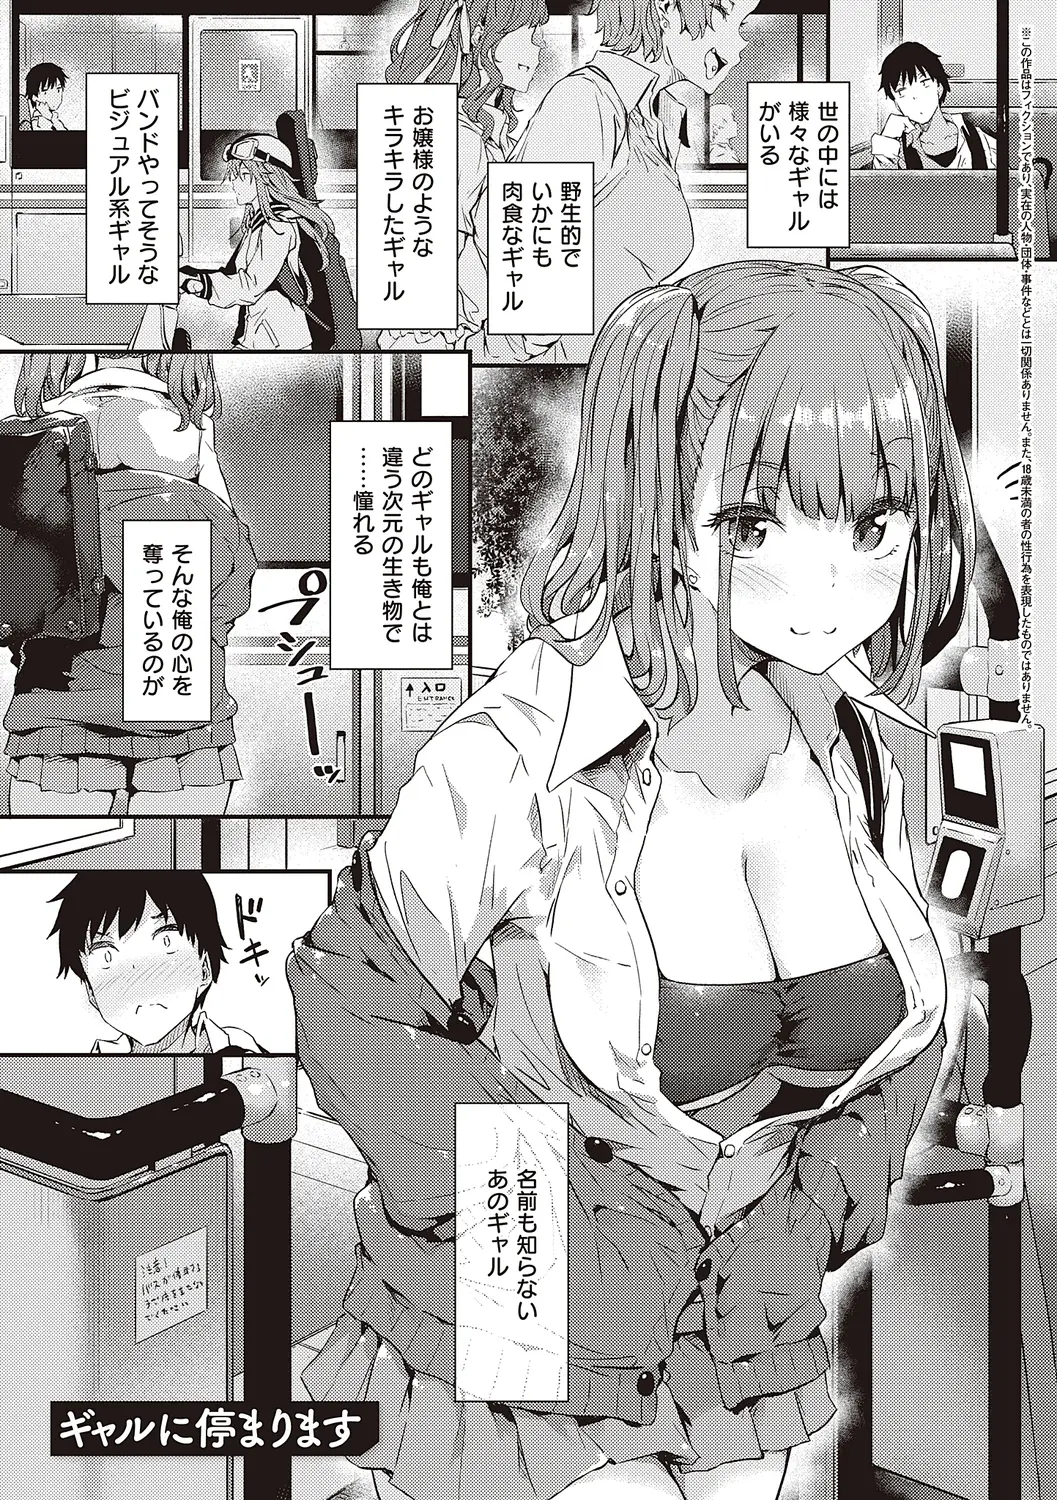 ※この作品はフィクションであり、実在の人物・団体・事件などとは一切関係ありません。また、18歳未満の者の性行為を表現したものではありません。
世の中には
様々なギャル
がいる
野生的で
いかにも
肉食なギャル
お嬢様のような
キラキラしたギャル
バンドやってそうな
ビジュアル系ギャル
どのギャルも俺とは
違う次元の生き物で
……憧れる
プシューーッ
入口
ENTRANCE
そんな俺の心を
奪っているのが
ドキッ
名前も知らない
あのギャル
注意!
ギャルに停まります